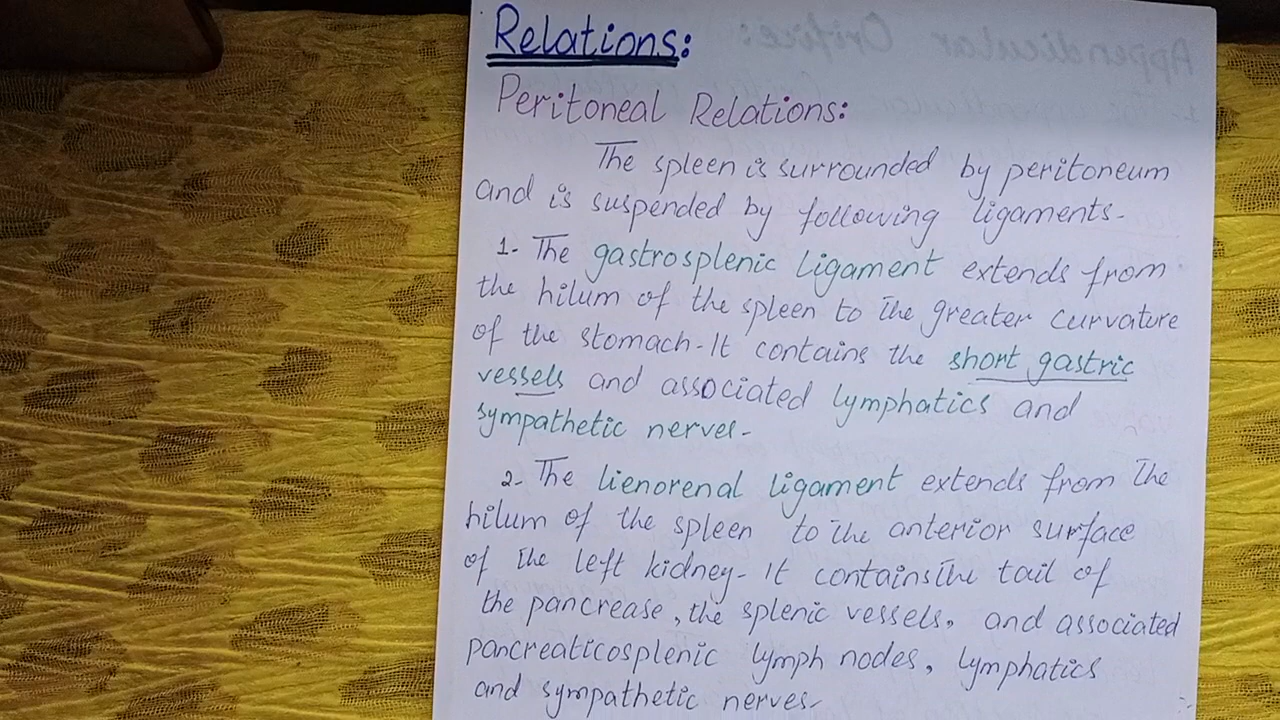 Relations:
Peritoneal Relations:
The spleen is surrounded by peritoneum
and is suspended by following ligaments-
1- The gastrosplenic ligament extends from
the hilum of the spleen to the greater curvature
of the stomach- It contains the short gastric
vessels and associated lymphatics and
sympathetic nerves-
2- The lienorenal ligament extends from the
hilum of the spleen to the anterior surface
of the left kidney- It contains the tail of
the pancrease, the splenic vessels, and associated
pancreaticosplenic lymph nodes, lymphatics
and sympathetic nerves-
Appendicular Orifice: